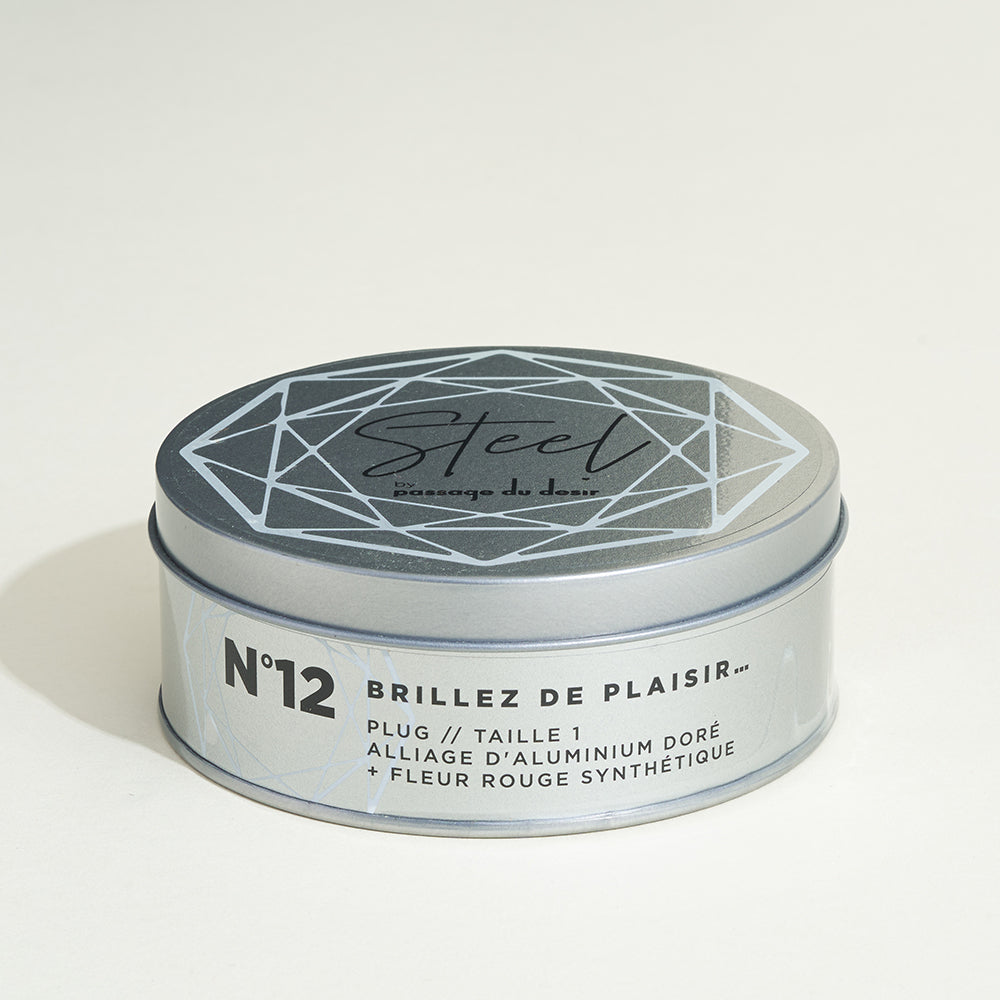 Steel
by
passage du desir
N°12
BRILLEZ DE PLAISIR...
PLUG // TAILLE 1
ALLIAGE D'ALUMINIUM DORÉ
+ FLEUR ROUGE SYNTHÉTIQUE